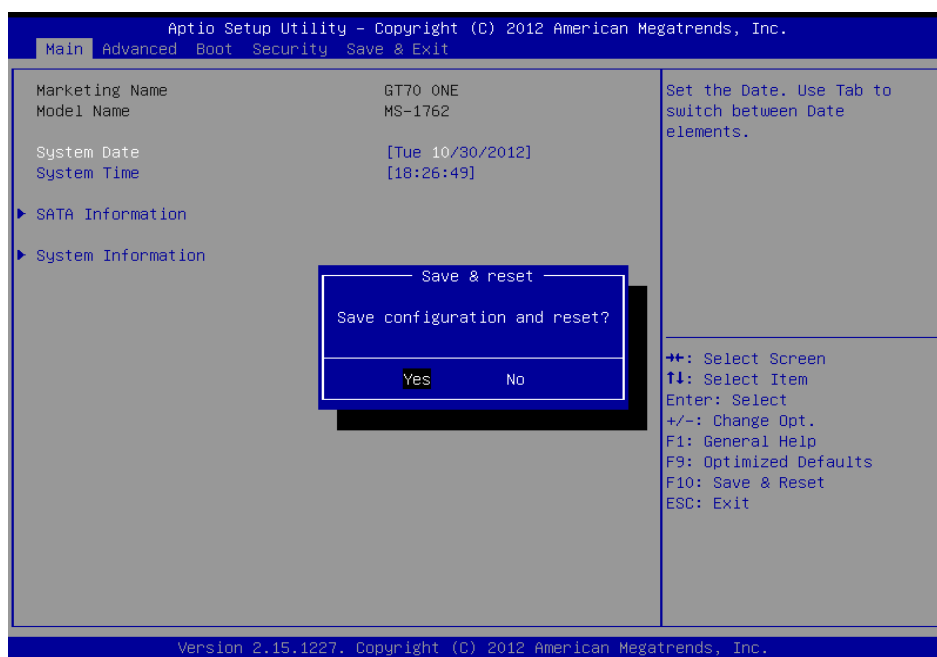 Aptio Setup Utility – Copyright (C) 2012 American Megatrends, Inc.
Main Advanced Boot Security Save & Exit
Marketing Name GT70 ONE
Model Name MS-1762
System Date [Tue 10/30/2012]
System Time [18:26:49]
SATA Information
System Information
Set the Date. Use Tab to
switch between Date
elements.
Save & reset
Save configuration and reset?
Yes No
→←: Select Screen
↑↓: Select Item
Enter: Select
+/-: Change Opt.
F1: General Help
F9: Optimized Defaults
F10: Save & Reset
ESC: Exit
Version 2.15.1227. Copyright (C) 2012 American Megatrends, Inc.